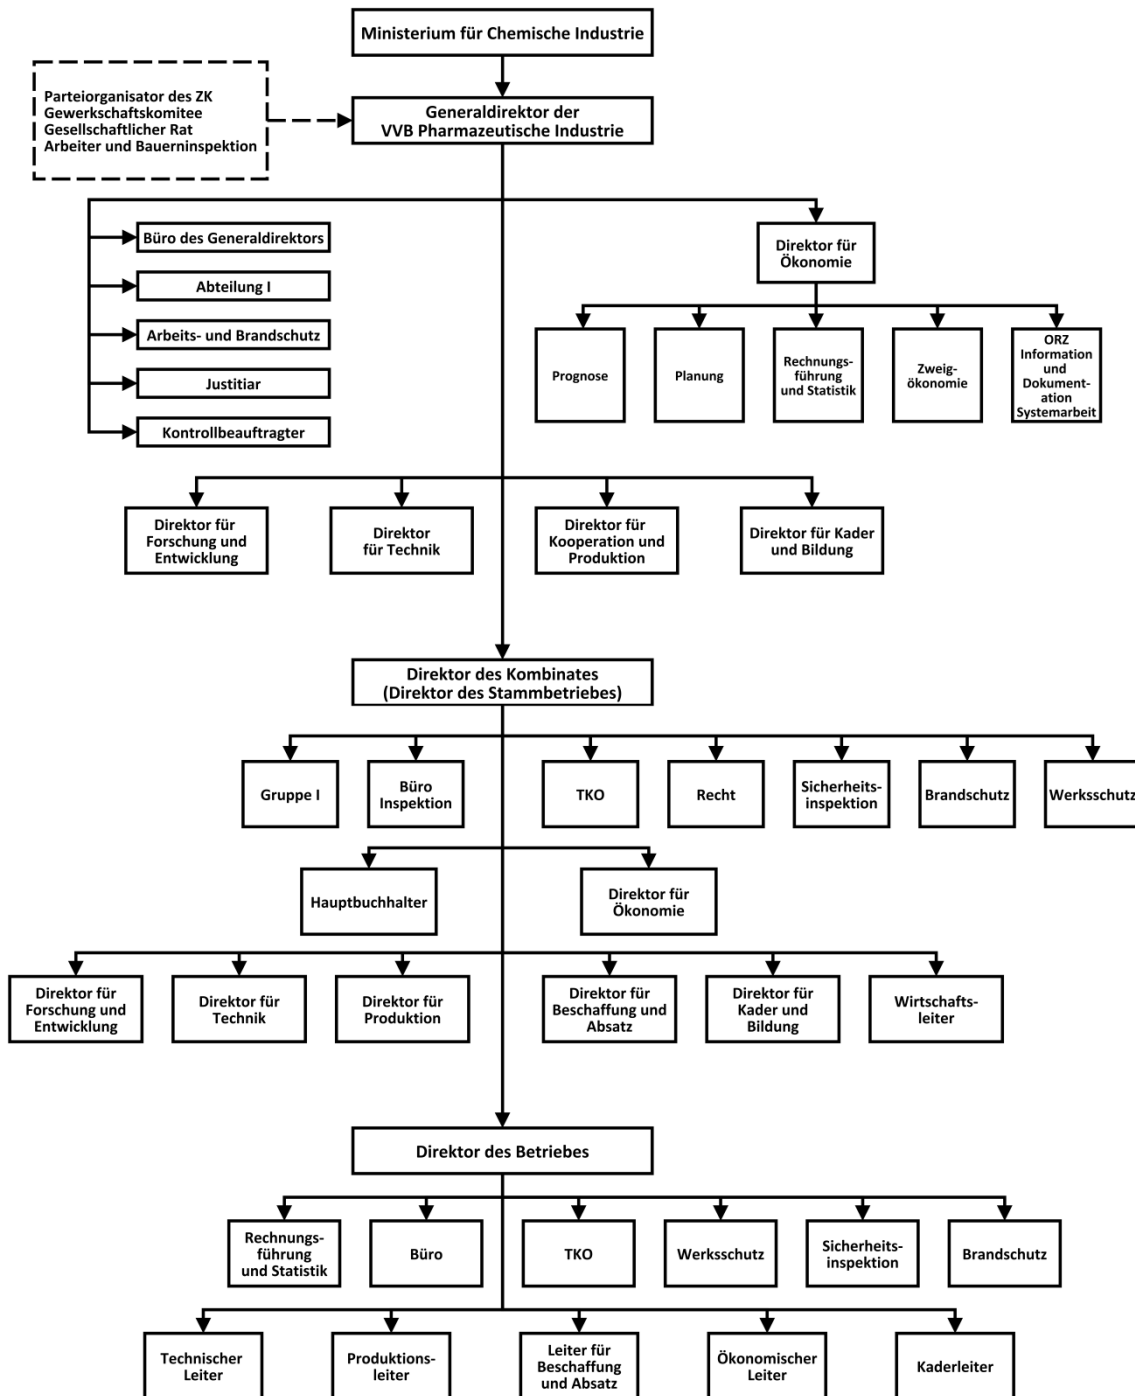 Ministerium für Chemische Industrie
Parteiorganisator des ZK
Gewerkschaftskomitee
Gesellschaftlicher Rat
Arbeiter und Bauerninspektion
Generaldirektor der
VVB Pharmazeutische Industrie
Büro des Generaldirektors
Abteilung I
Arbeits- und Brandschutz
Justitiar
Kontrollbeauftragter
Direktor für
Ökonomie
Prognose
Planung
Rechnungs-
führung
und Statistik
Zweig-
ökonomie
ORZ
Information
und
Dokument-
ation
Systemarbeit
Direktor für
Forschung und
Entwicklung
Direktor
für Technik
Direktor für
Kooperation und
Produktion
Direktor für Kader
und Bildung
Direktor des Kombinates
(Direktor des Stammbetriebes)
Gruppe I
Büro
Inspektion
TKO
Recht
Sicherheits-
inspektion
Brandschutz
Werksschutz
Hauptbuchhalter
Direktor für
Ökonomie
Direktor für
Forschung und
Entwicklung
Direktor für
Technik
Direktor für
Produktion
Direktor für
Beschaffung und
Absatz
Direktor für
Kader und
Bildung
Wirtschafts-
leiter
Direktor des Betriebes
Rechnungs-
führung
und Statistik
Büro
TKO
Werksschutz
Sicherheits-
inspektion
Brandschutz
Technischer
Leiter
Produktions-
leiter
Leiter für
Beschaffung
und Absatz
Ökonomischer
Leiter
Kaderleiter